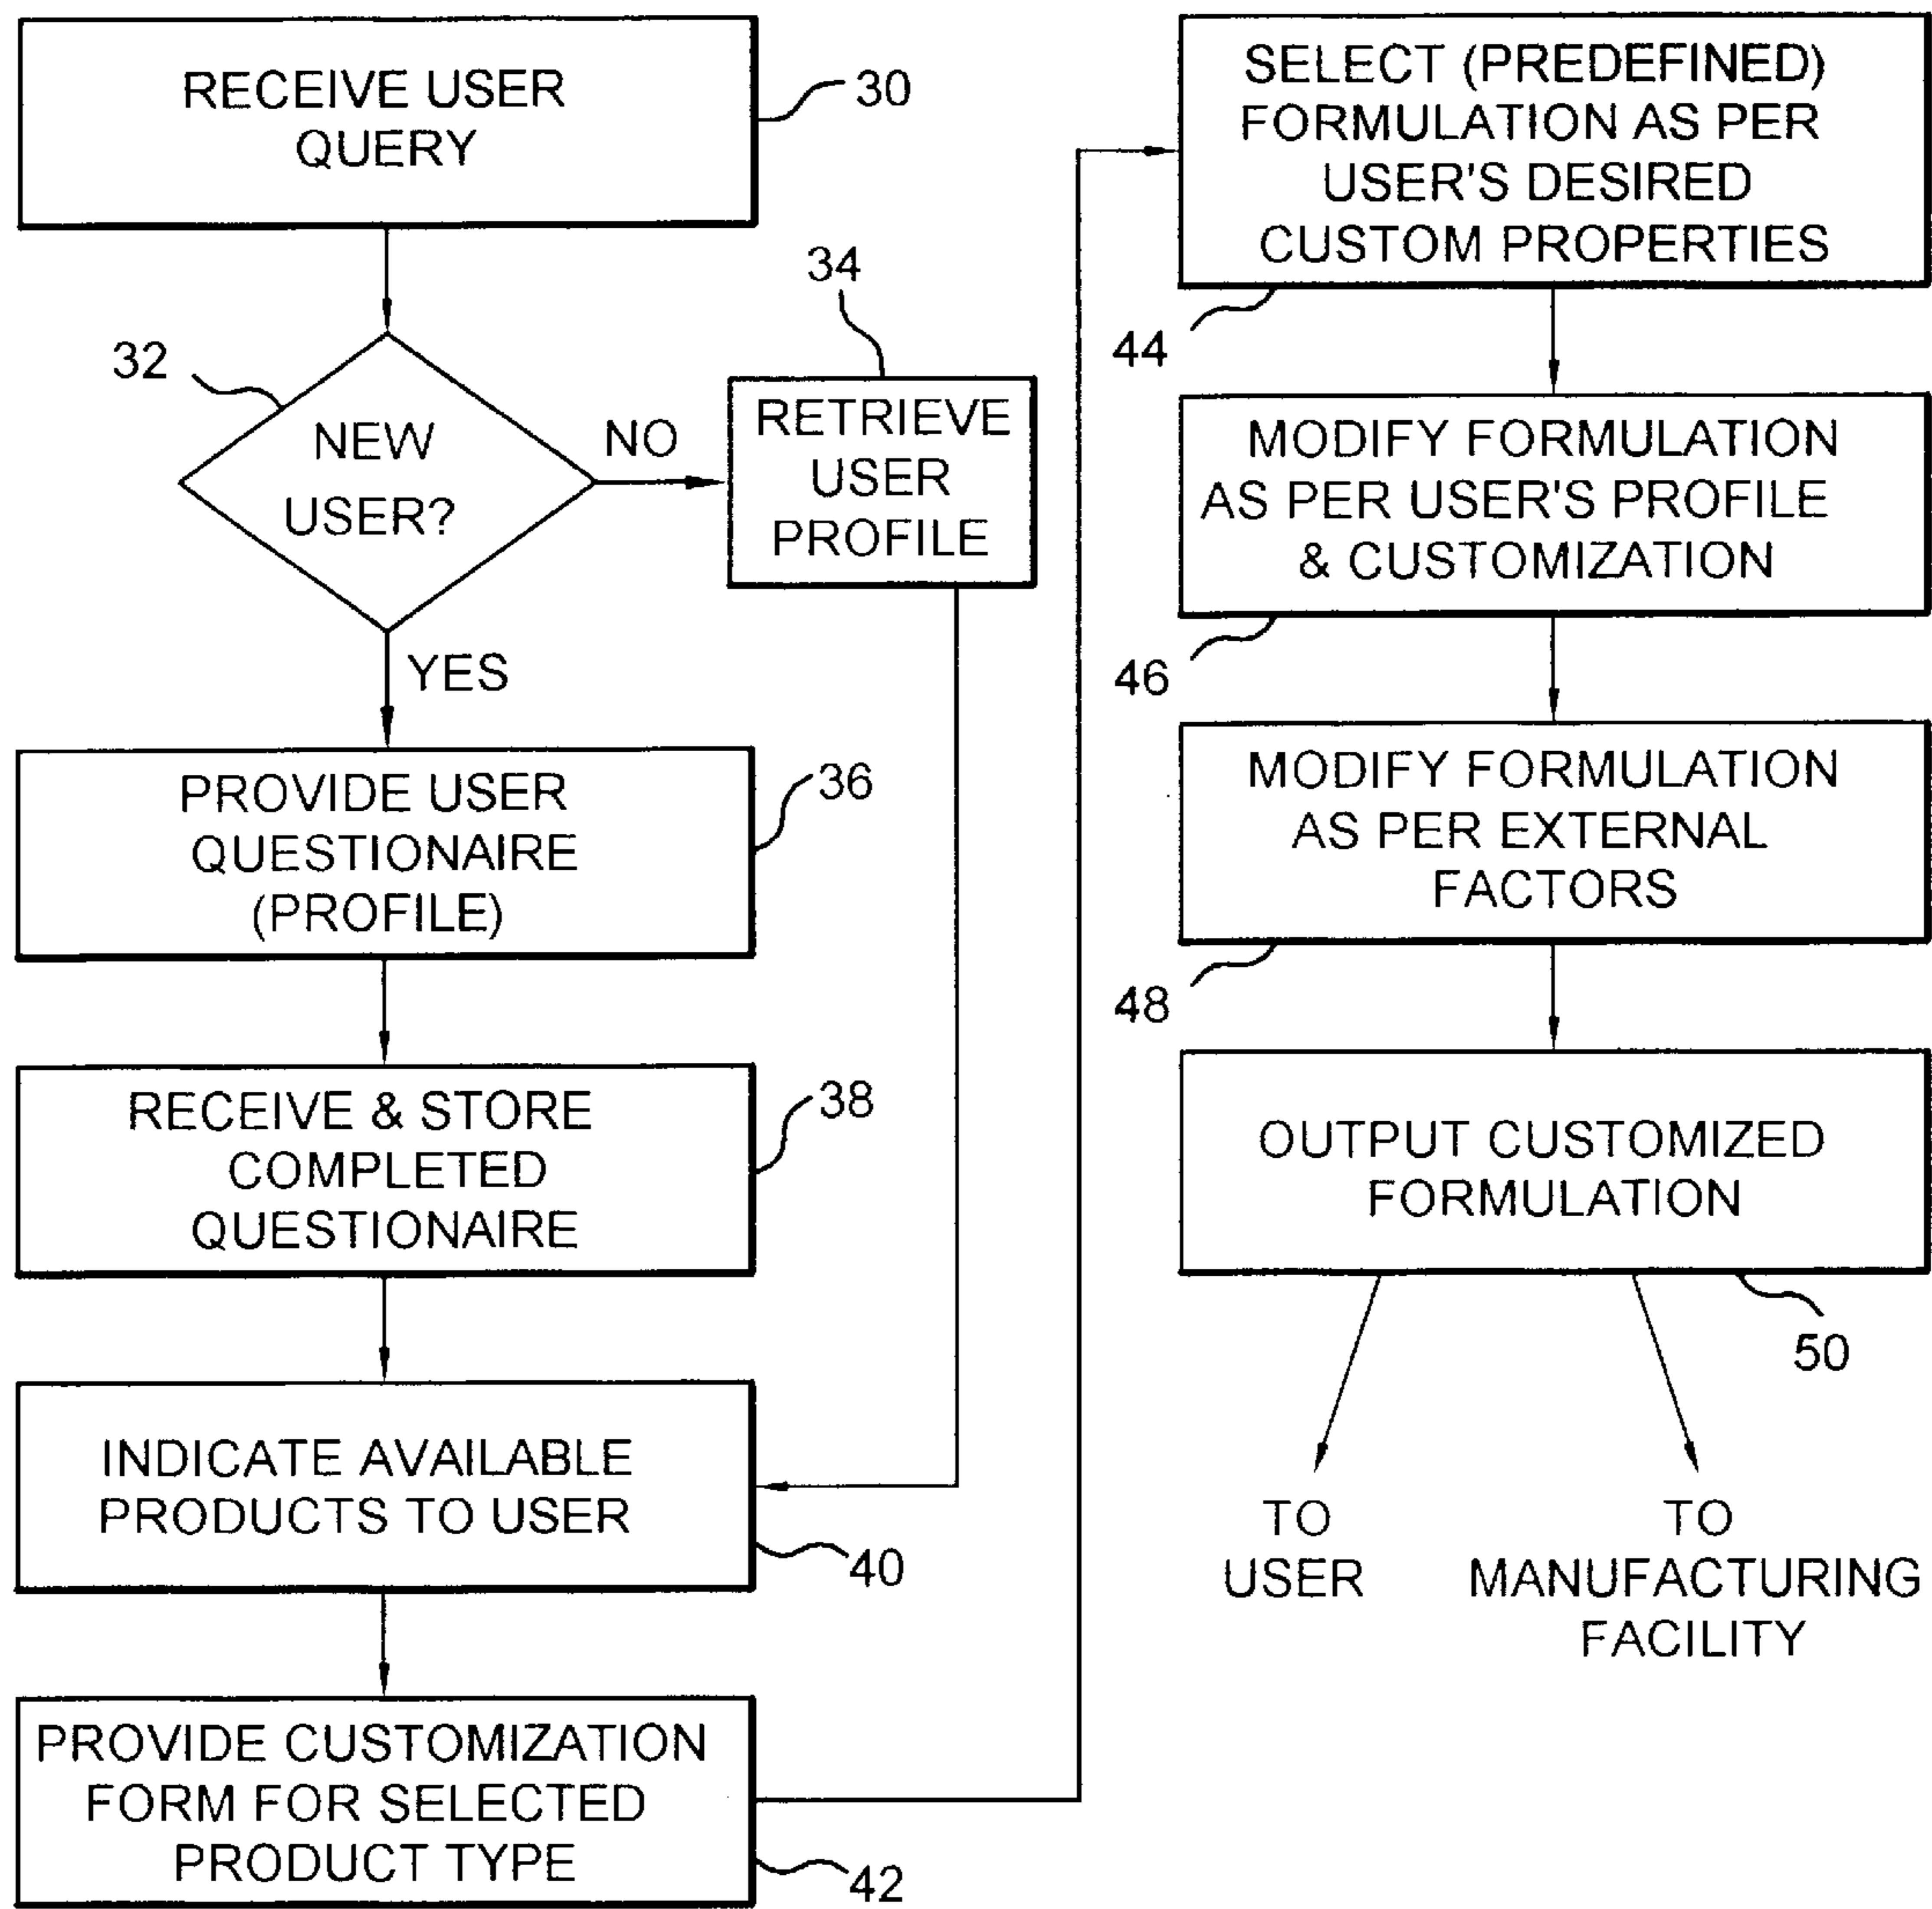 RECEIVE USER
QUERY
30
32
NEW
USER?
NO
34
RETRIEVE
USER
PROFILE
YES
PROVIDE USER
QUESTIONAIRE
(PROFILE)
36
RECEIVE & STORE
COMPLETED
QUESTIONAIRE
38
INDICATE AVAILABLE
PRODUCTS TO USER
40
PROVIDE CUSTOMIZATION
FORM FOR SELECTED
PRODUCT TYPE
42
SELECT (PREDEFINED)
FORMULATION AS PER
USER'S DESIRED
CUSTOM PROPERTIES
44
MODIFY FORMULATION
AS PER USER'S PROFILE
& CUSTOMIZATION
46
MODIFY FORMULATION
AS PER EXTERNAL
FACTORS
48
OUTPUT CUSTOMIZED
FORMULATION
50
TO
USER
TO
MANUFACTURING
FACILITY